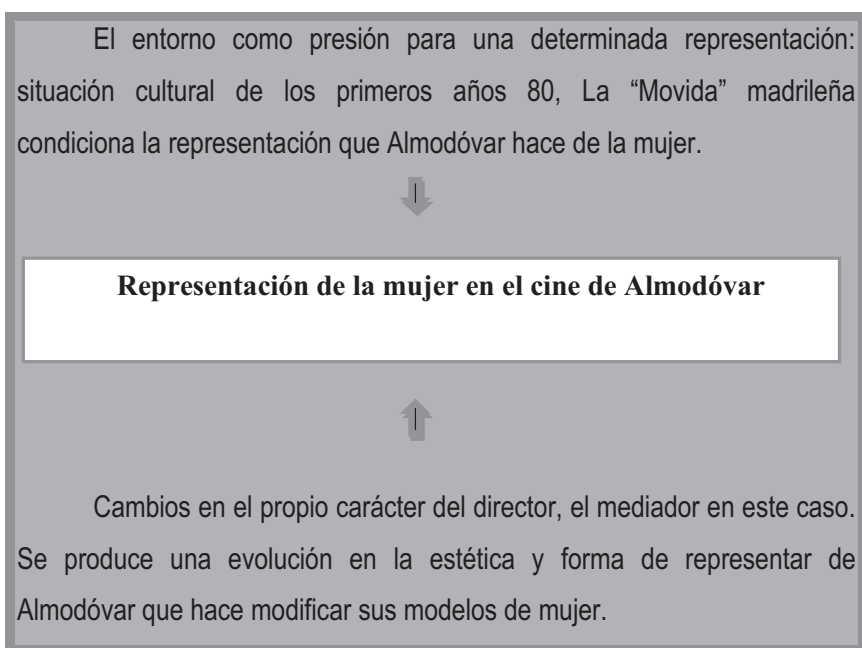 El entorno como presión para una determinada representación:
situación cultural de los primeros años 80, La “Movida” madrileña
condiciona la representación que Almodóvar hace de la mujer.
Representación de la mujer en el cine de Almodóvar
Cambios en el propio carácter del director, el mediador en este caso.
Se produce una evolución en la estética y forma de representar de
Almodóvar que hace modificar sus modelos de mujer.